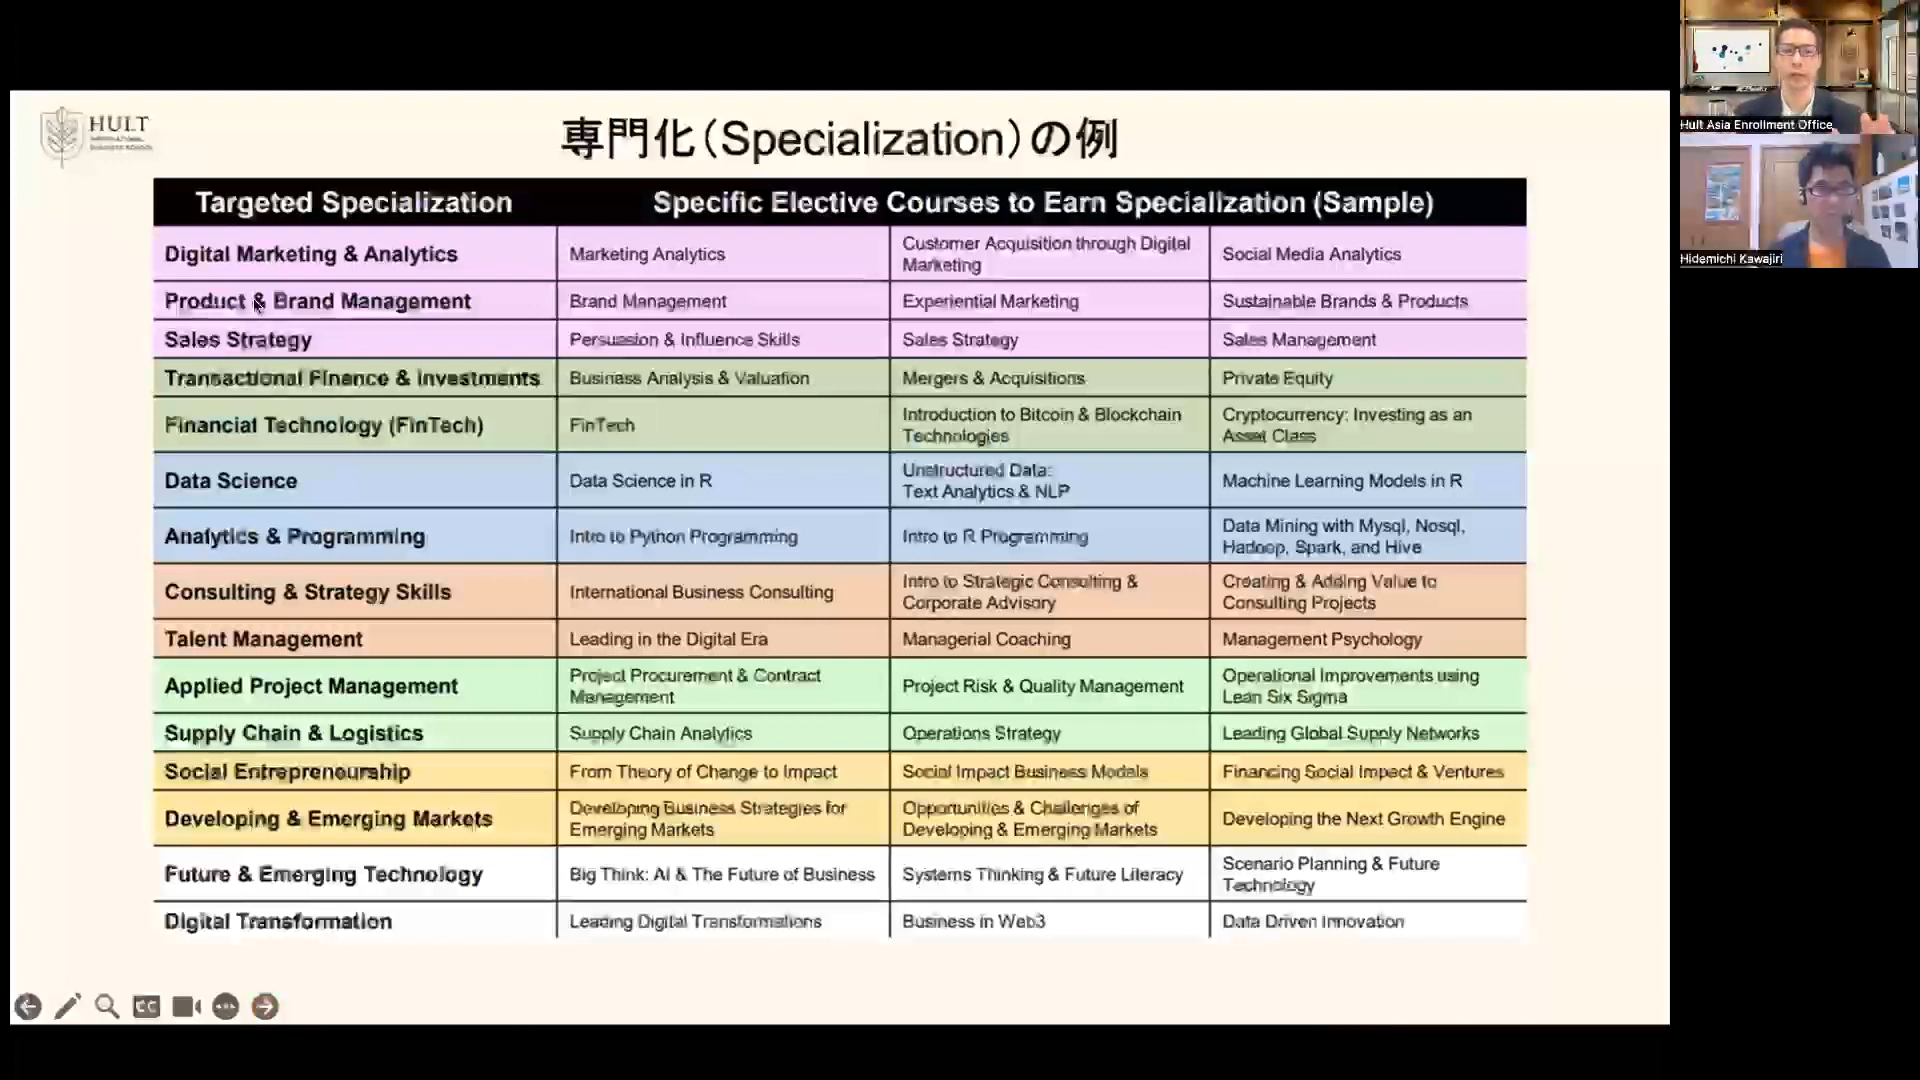 HULT
専門化（Specialization）の例
Targeted Specialization
Specific Elective Courses to Earn Specialization (Sample)
Digital Marketing & Analytics
Marketing Analytics
Customer Acquisition through Digital
Marketing
Social Media Analytics
Product & Brand Management
Brand Management
Experiential Marketing
Sustainable Brands & Products
Sales Strategy
Persuasion & Influence Skills
Sales Strategy
Sales Management
Transactional Finance & Investments
Business Analysis & Valuation
Mergers & Acquisitions
Private Equity
Financial Technology (FinTech)
FinTech
Introduction to Bitcoin & Blockchain
Technologies
Cryptocurrency: Investing as an
Asset Class
Data Science
Data Science in R
Unstructured Data:
Text Analytics & NLP
Machine Learning Models in R
Analytics & Programming
Intro to Python Programming
Intro to R Programming
Data Mining with Mysql, Nosql,
Hadoop, Spark, and Hive
Consulting & Strategy Skills
International Business Consulting
Intro to Strategic Consulting &
Corporate Advisory
Creating & Adding Value to
Consulting Projects
Talent Management
Leading in the Digital Era
Managerial Coaching
Management Psychology
Applied Project Management
Project Procurement & Contract
Management
Project Risk & Quality Management
Operational Improvements using
Lean Six Sigma
Supply Chain & Logistics
Supply Chain Analytics
Operations Strategy
Leading Global Supply Networks
Social Entrepreneurship
From Theory of Change to Impact
Social Impact Business Models
Financing Social Impact & Ventures
Developing & Emerging Markets
Developing Business Strategies for
Emerging Markets
Opportunities & Challenges of
Developing & Emerging Markets
Developing the Next Growth Engine
Future & Emerging Technology
Big Think: AI & The Future of Business
Systems Thinking & Future Literacy
Scenario Planning & Future
Technology
Digital Transformation
Leading Digital Transformations
Business in Web3
Data Driven Innovation
CC
Hult Asia Enrollment Office
Hidemichi Kawajiri